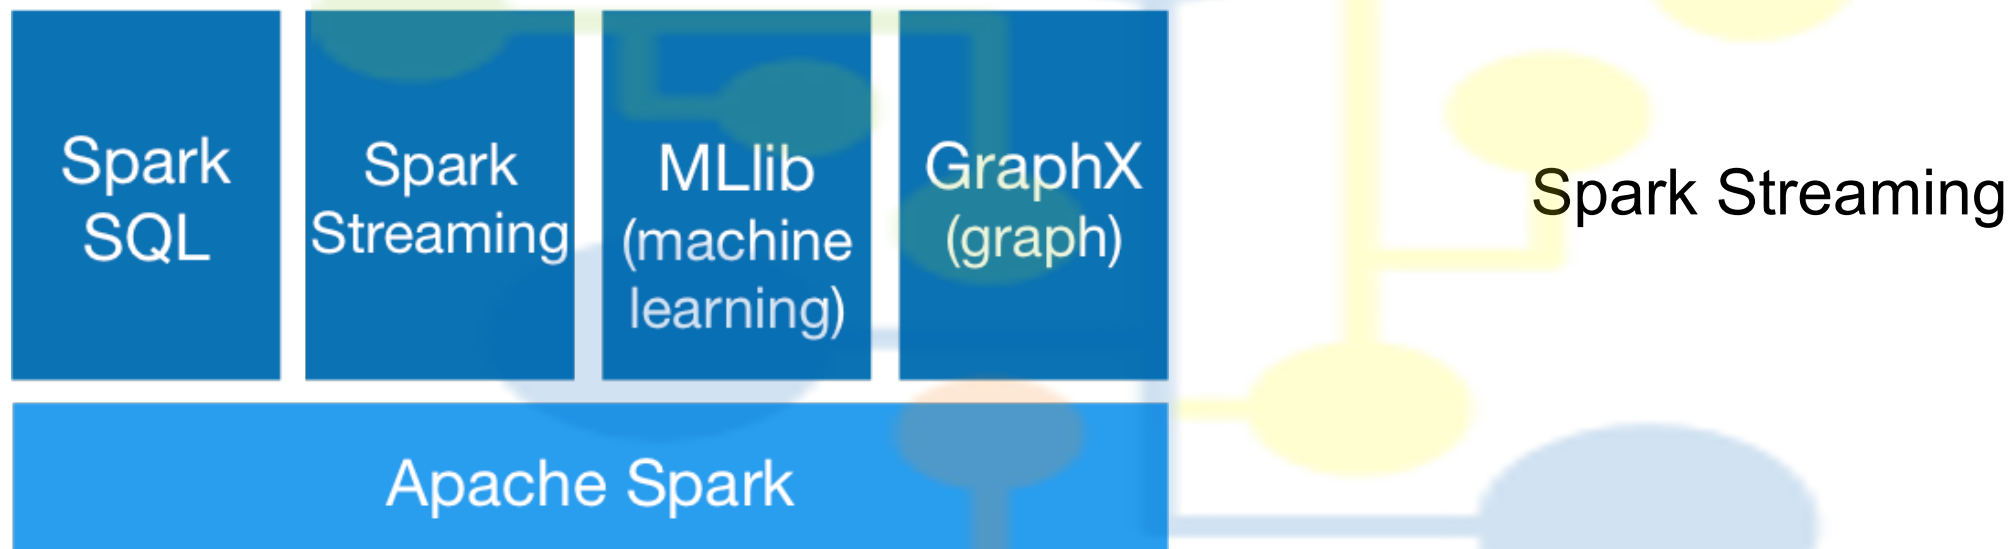 Spark
SQL
Spark
Streaming
MLlib
(machine
learning)
GraphX
(graph)
Apache Spark
Spark Streaming